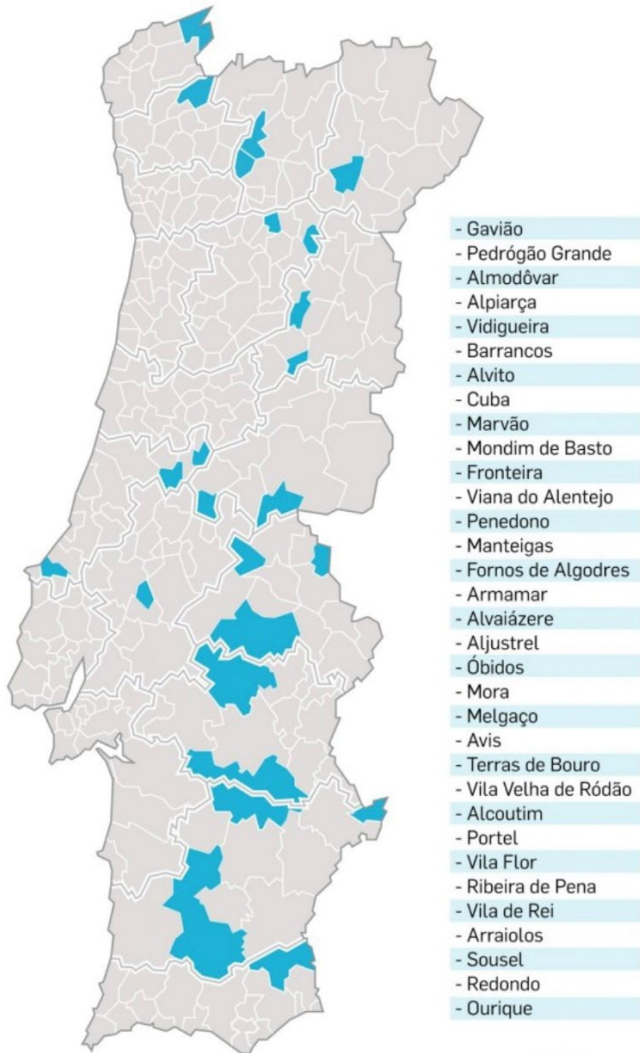 - Gavião
- Pedrógão Grande
- Almodôvar
- Alpiarça
- Vidigueira
- Barrancos
- Alvito
- Cuba
- Marvão
- Mondim de Basto
- Fronteira
- Viana do Alentejo
- Penedono
- Manteigas
- Fornos de Algodres
- Armamar
- Alvaiázere
- Aljustrel
- Óbidos
- Mora
- Melgaço
- Avis
- Terras de Bouro
- Vila Velha de Ródão
- Alcoutim
- Portel
- Vila Flor
- Ribeira de Pena
- Vila de Rei
- Arraiolos
- Sousel
- Redondo
- Ourique